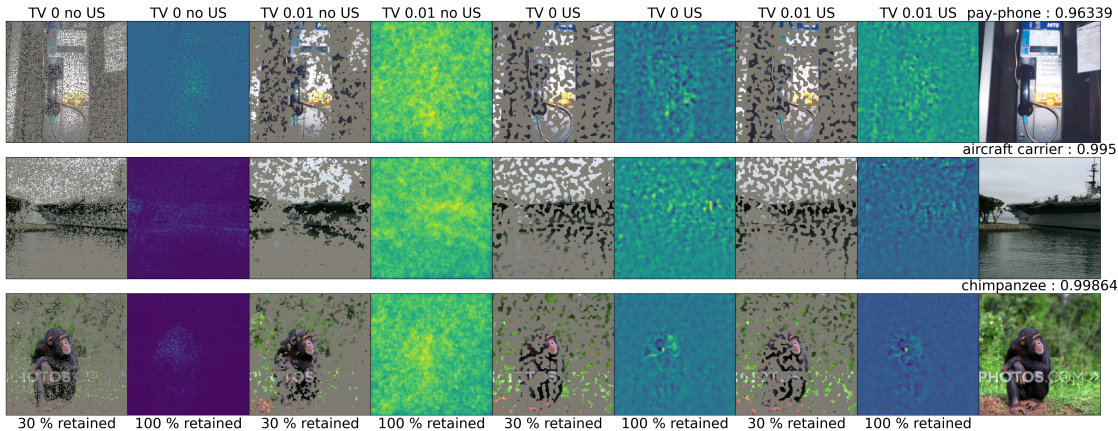 TV 0 no US TV 0 no US TV 0.01 no US TV 0.01 no US TV 0 US TV 0 US TV 0.01 US TV 0.01 US pay-phone : 0.96339
MTS
aircraft carrier : 0.995
chimpanzee : 0.99864
PHOTOS.COM
30 % retained 100 % retained 30 % retained 100 % retained 30 % retained 100 % retained 30 % retained 100 % retained